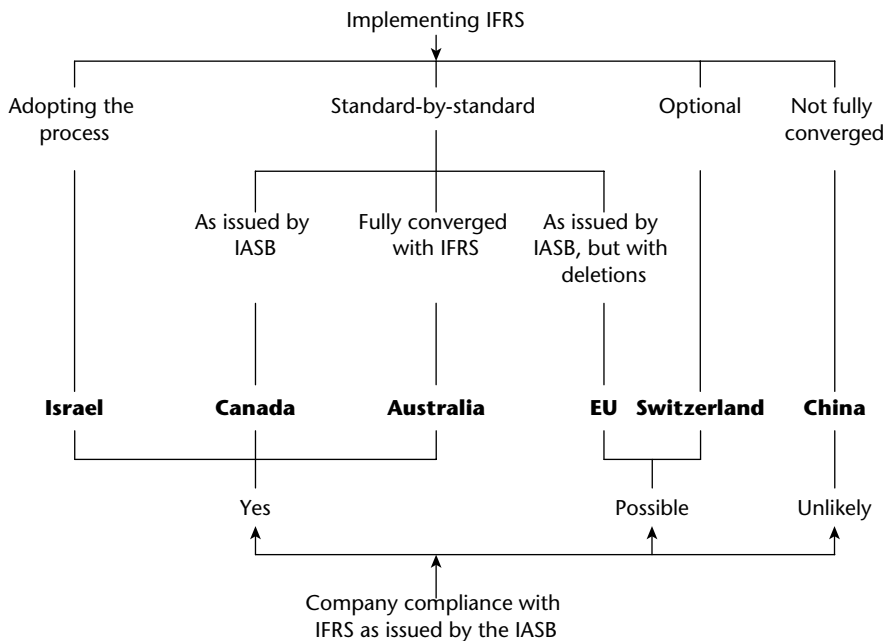 Implementing IFRS
Adopting the
process
Standard-by-standard
Optional
Not fully
converged
As issued by
IASB
Fully converged
with IFRS
As issued by
IASB, but with
deletions
Israel
Canada
Australia
EU
Switzerland
China
Yes
Possible
Unlikely
Company compliance with
IFRS as issued by the IASB